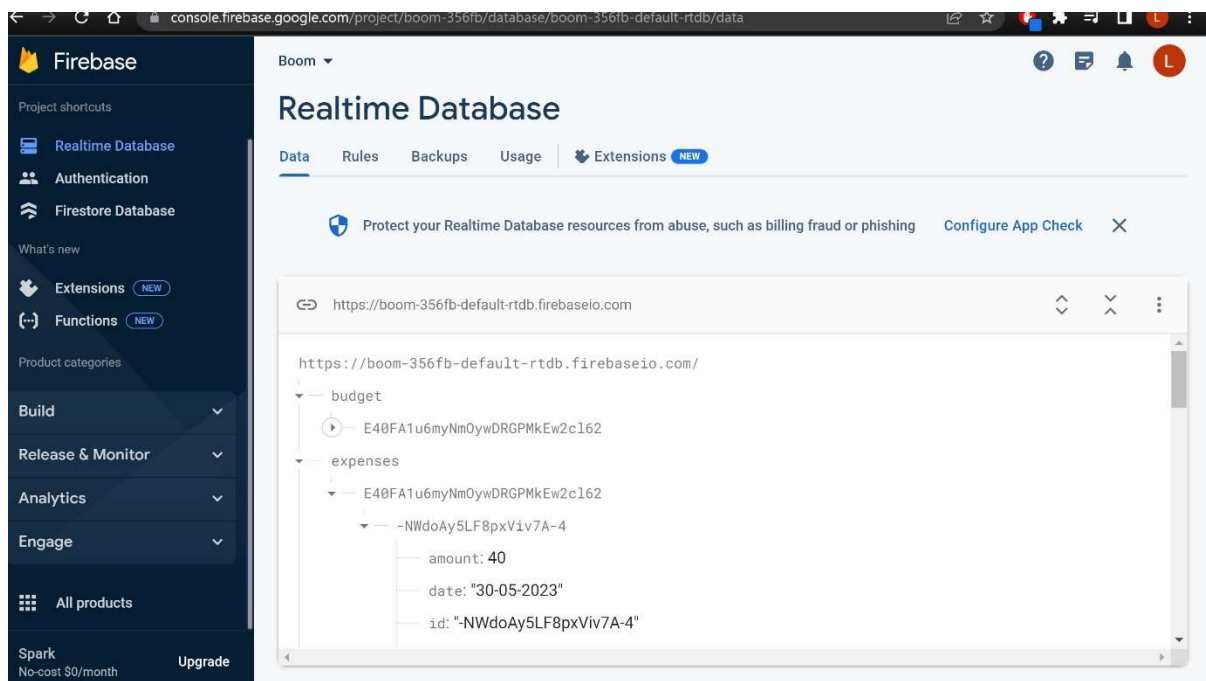 console.firebase.google.com/project/boom-356fb/database/boom-356fb-default-rtdb/data
L
Firebase
Project shortcuts
Realtime Database
Authentication
Firestore Database
What's new
Extensions NEW
Functions NEW
Product categories
Build
Release & Monitor
Analytics
Engage
All products
Spark
No-cost $0/month
Upgrade
Boom
L
Realtime Database
Data Rules Backups Usage Extensions NEW
Protect your Realtime Database resources from abuse, such as billing fraud or phishing Configure App Check
https://boom-356fb-default-rtdb.firebaseio.com
https://boom-356fb-default-rtdb.firebaseio.com/
budget
E40FA1u6myNmOywDRGPMkEw2cl62
expenses
E40FA1u6myNmOywDRGPMkEw2cl62
-NWdoAy5LF8pxViv7A-4
amount: 40
date: "30-05-2023"
id: "-NWdoAy5LF8pxViv7A-4"